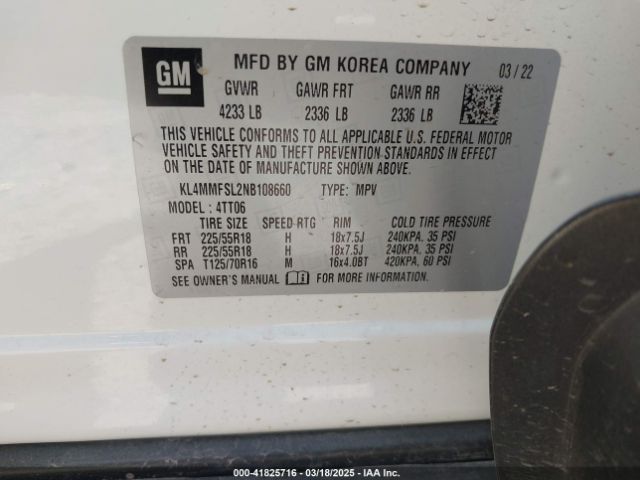 GM
MFD BY GM KOREA COMPANY 03/22
GVWR GAWR FRT GAWR RR
4233 LB 2336 LB 2336 LB
THIS VEHICLE CONFORMS TO ALL APPLICABLE U.S. FEDERAL MOTOR
VEHICLE SAFETY AND THEFT PREVENTION STANDARDS IN EFFECT
ON THE DATE OF MANUFACTURE SHOWN ABOVE.
KL4MMFSL2NB108660 TYPE: MPV
MODEL: 4TT06
TIRE SIZE SPEED RTG RIM COLD TIRE PRESSURE
FRT 225/55R18 H 18x7.5J 240KPA, 35 PSI
RR 225/55R18 H 18x7.5J 240KPA, 35 PSI
SPA T125/70R16 M 16x4.0BT 420KPA, 60 PSI
SEE OWNER'S MANUAL FOR MORE INFORMATION.
000-41825716 — 03/18/2025 — IAA Inc.